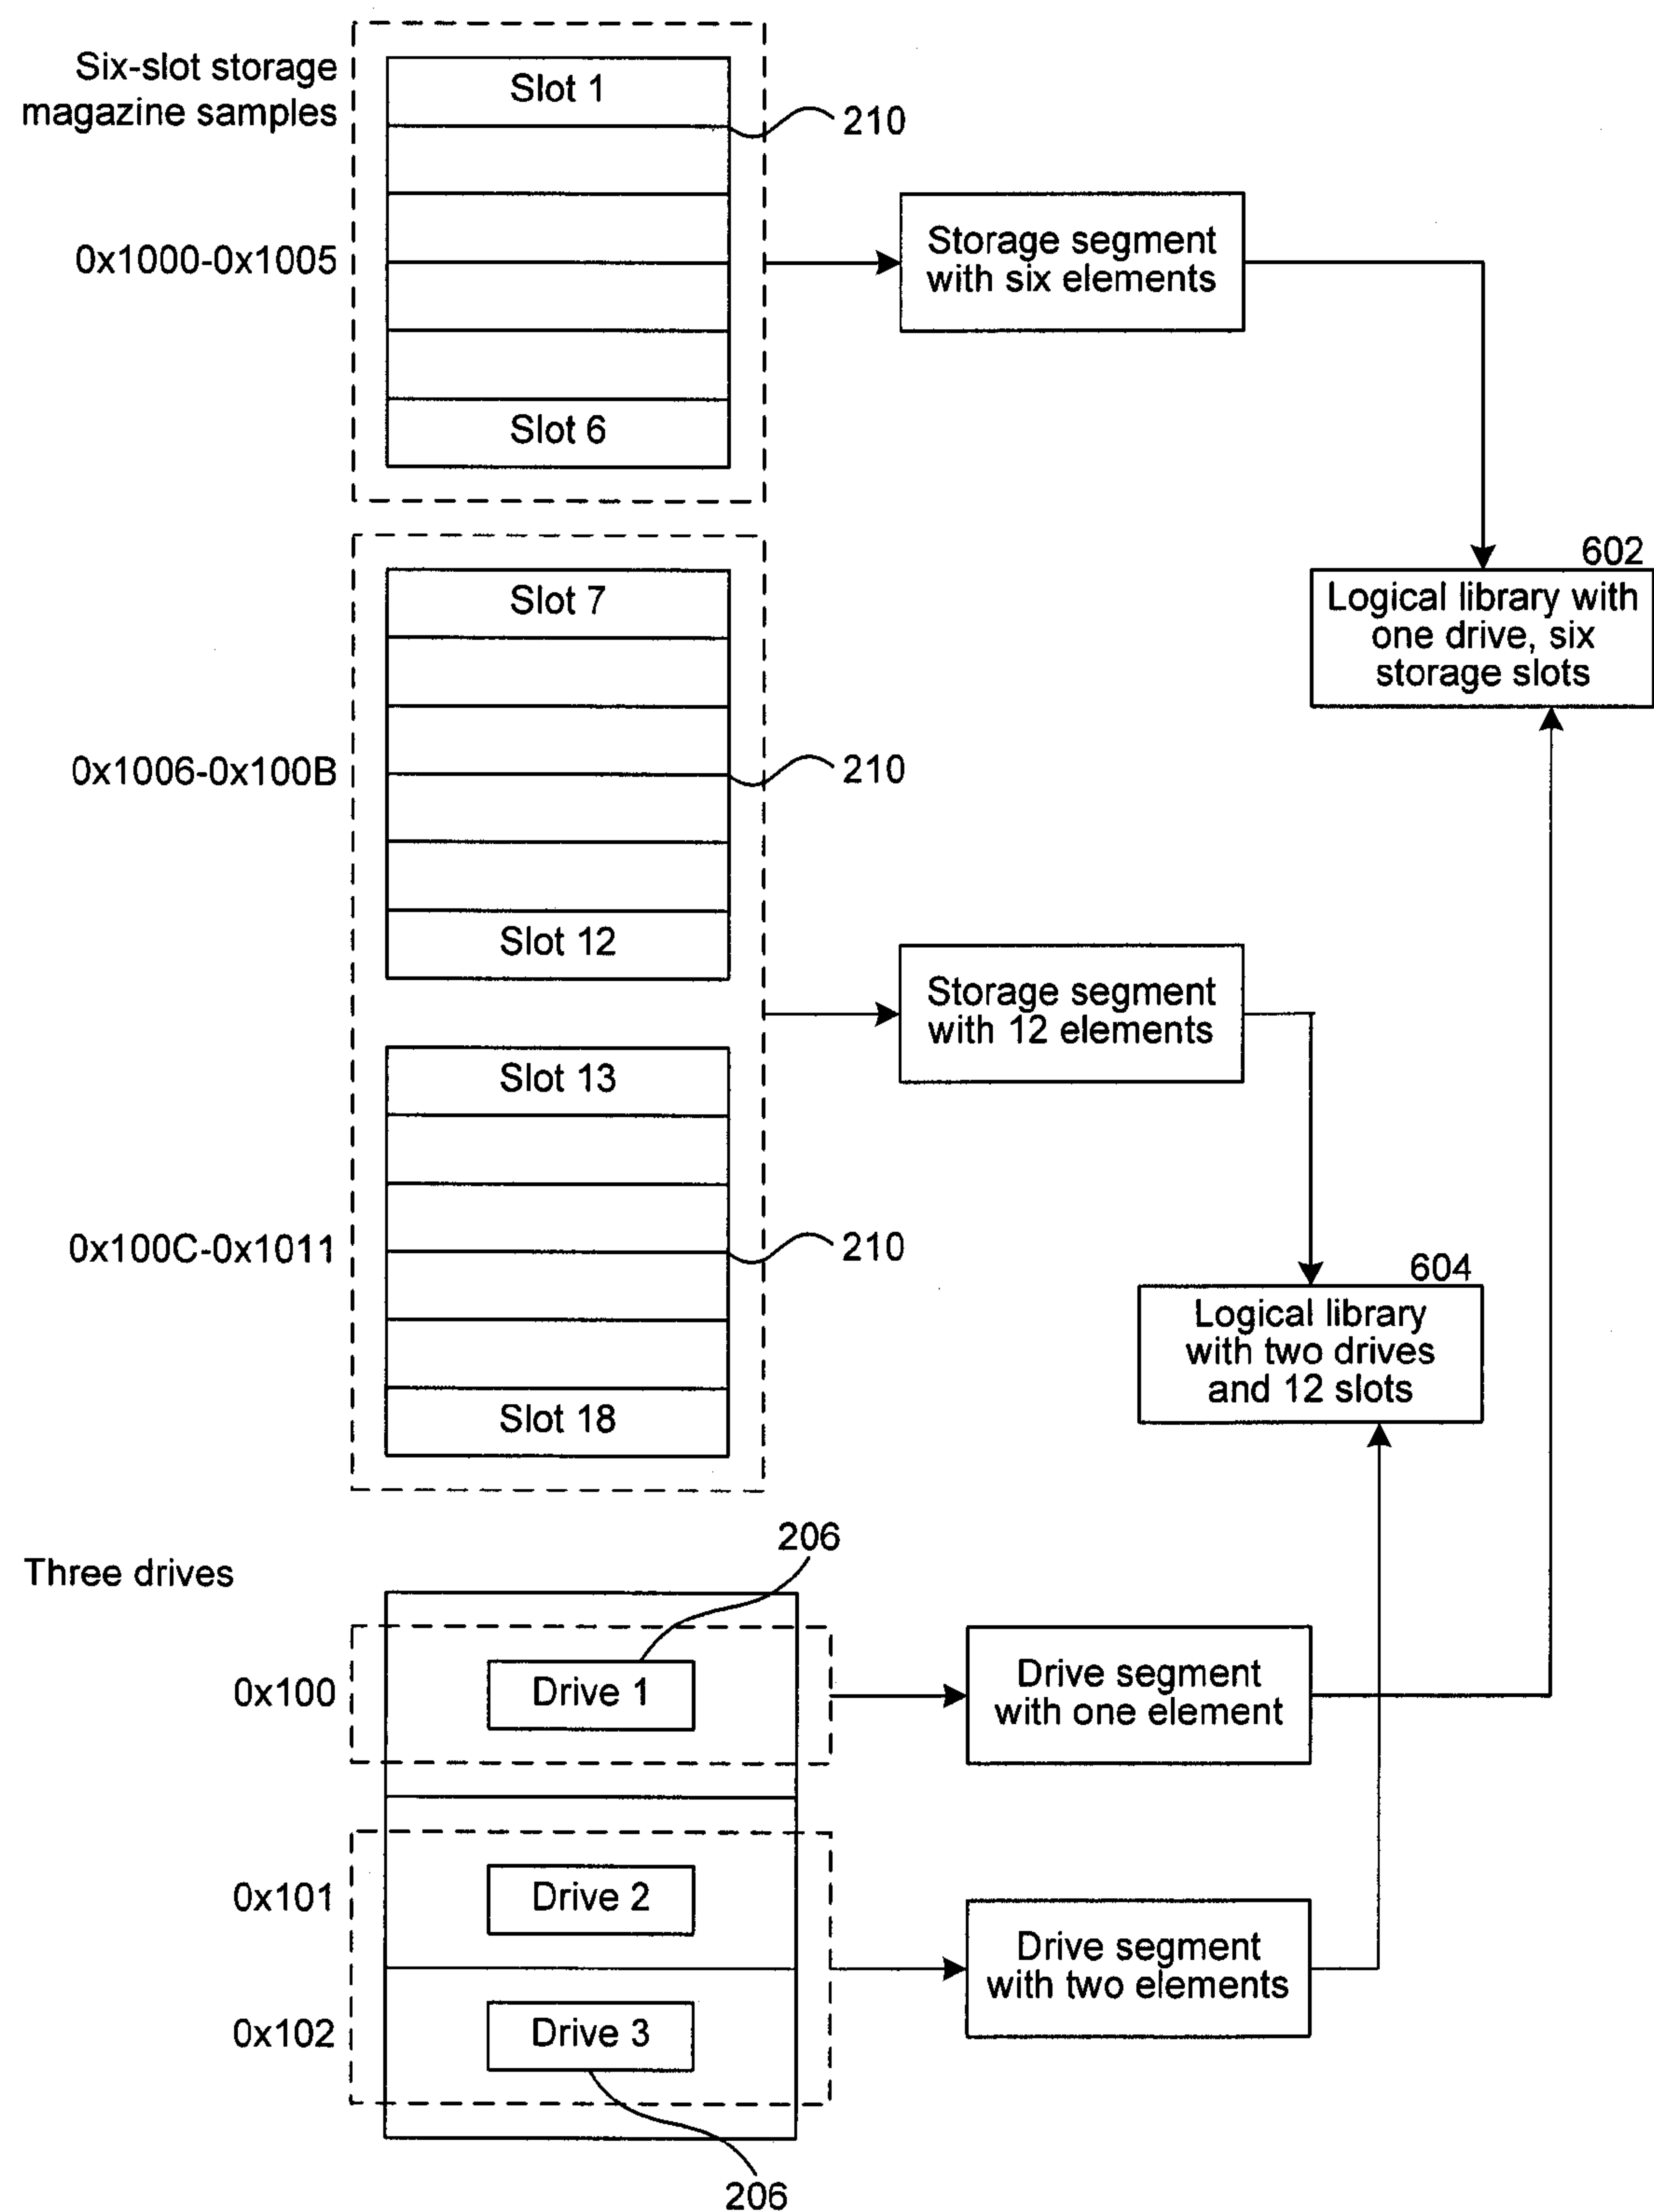 Six-slot storage
magazine samples
Slot 1
210
0x1000-0x1005
Storage segment
with six elements
Slot 6
602
Logical library with
one drive, six
storage slots
Slot 7
0x1006-0x100B
210
Slot 12
Storage segment
with 12 elements
Slot 13
0x100C-0x1011
210
604
Logical library
with two drives
and 12 slots
Slot 18
206
Three drives
0x100
Drive 1
Drive segment
with one element
0x101
Drive 2
Drive segment
with two elements
0x102
Drive 3
206